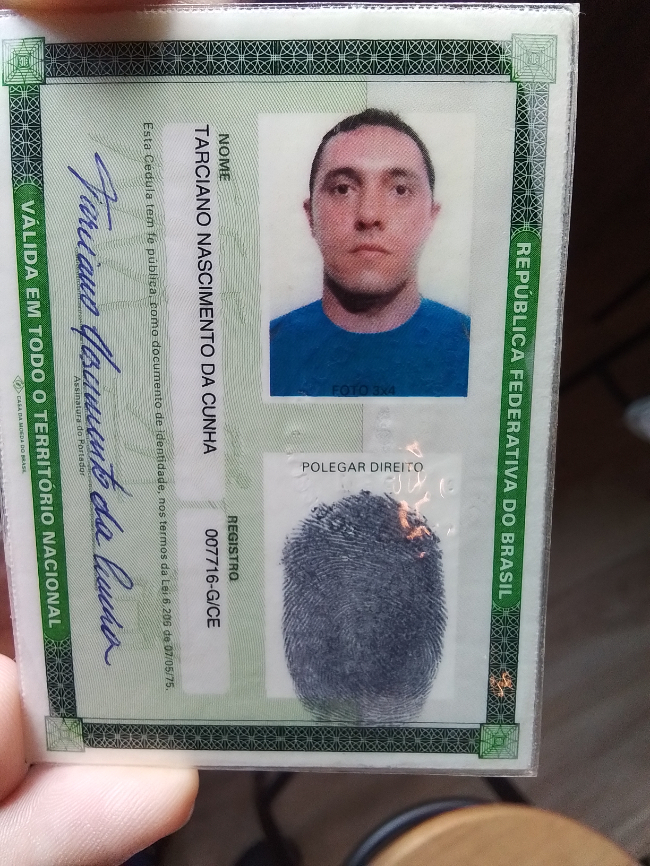 REPÚBLICA FEDERATIVA DO BRASIL
FOTO 3x4
POLEGAR DIREITO
NOME
TARCIANO NASCIMENTO DA CUNHA
REGISTRO
007716-G/CE
Esta Cedula tem fé pública, como documento de identidade, nos termos da Lei 6.206 de 07/05/75.
Tarciano Nascimento da Cunha
Assinatura do Portador
VÁLIDA EM TODO O TERRITÓRIO NACIONAL
CASA DA MOEDA DO BRASIL